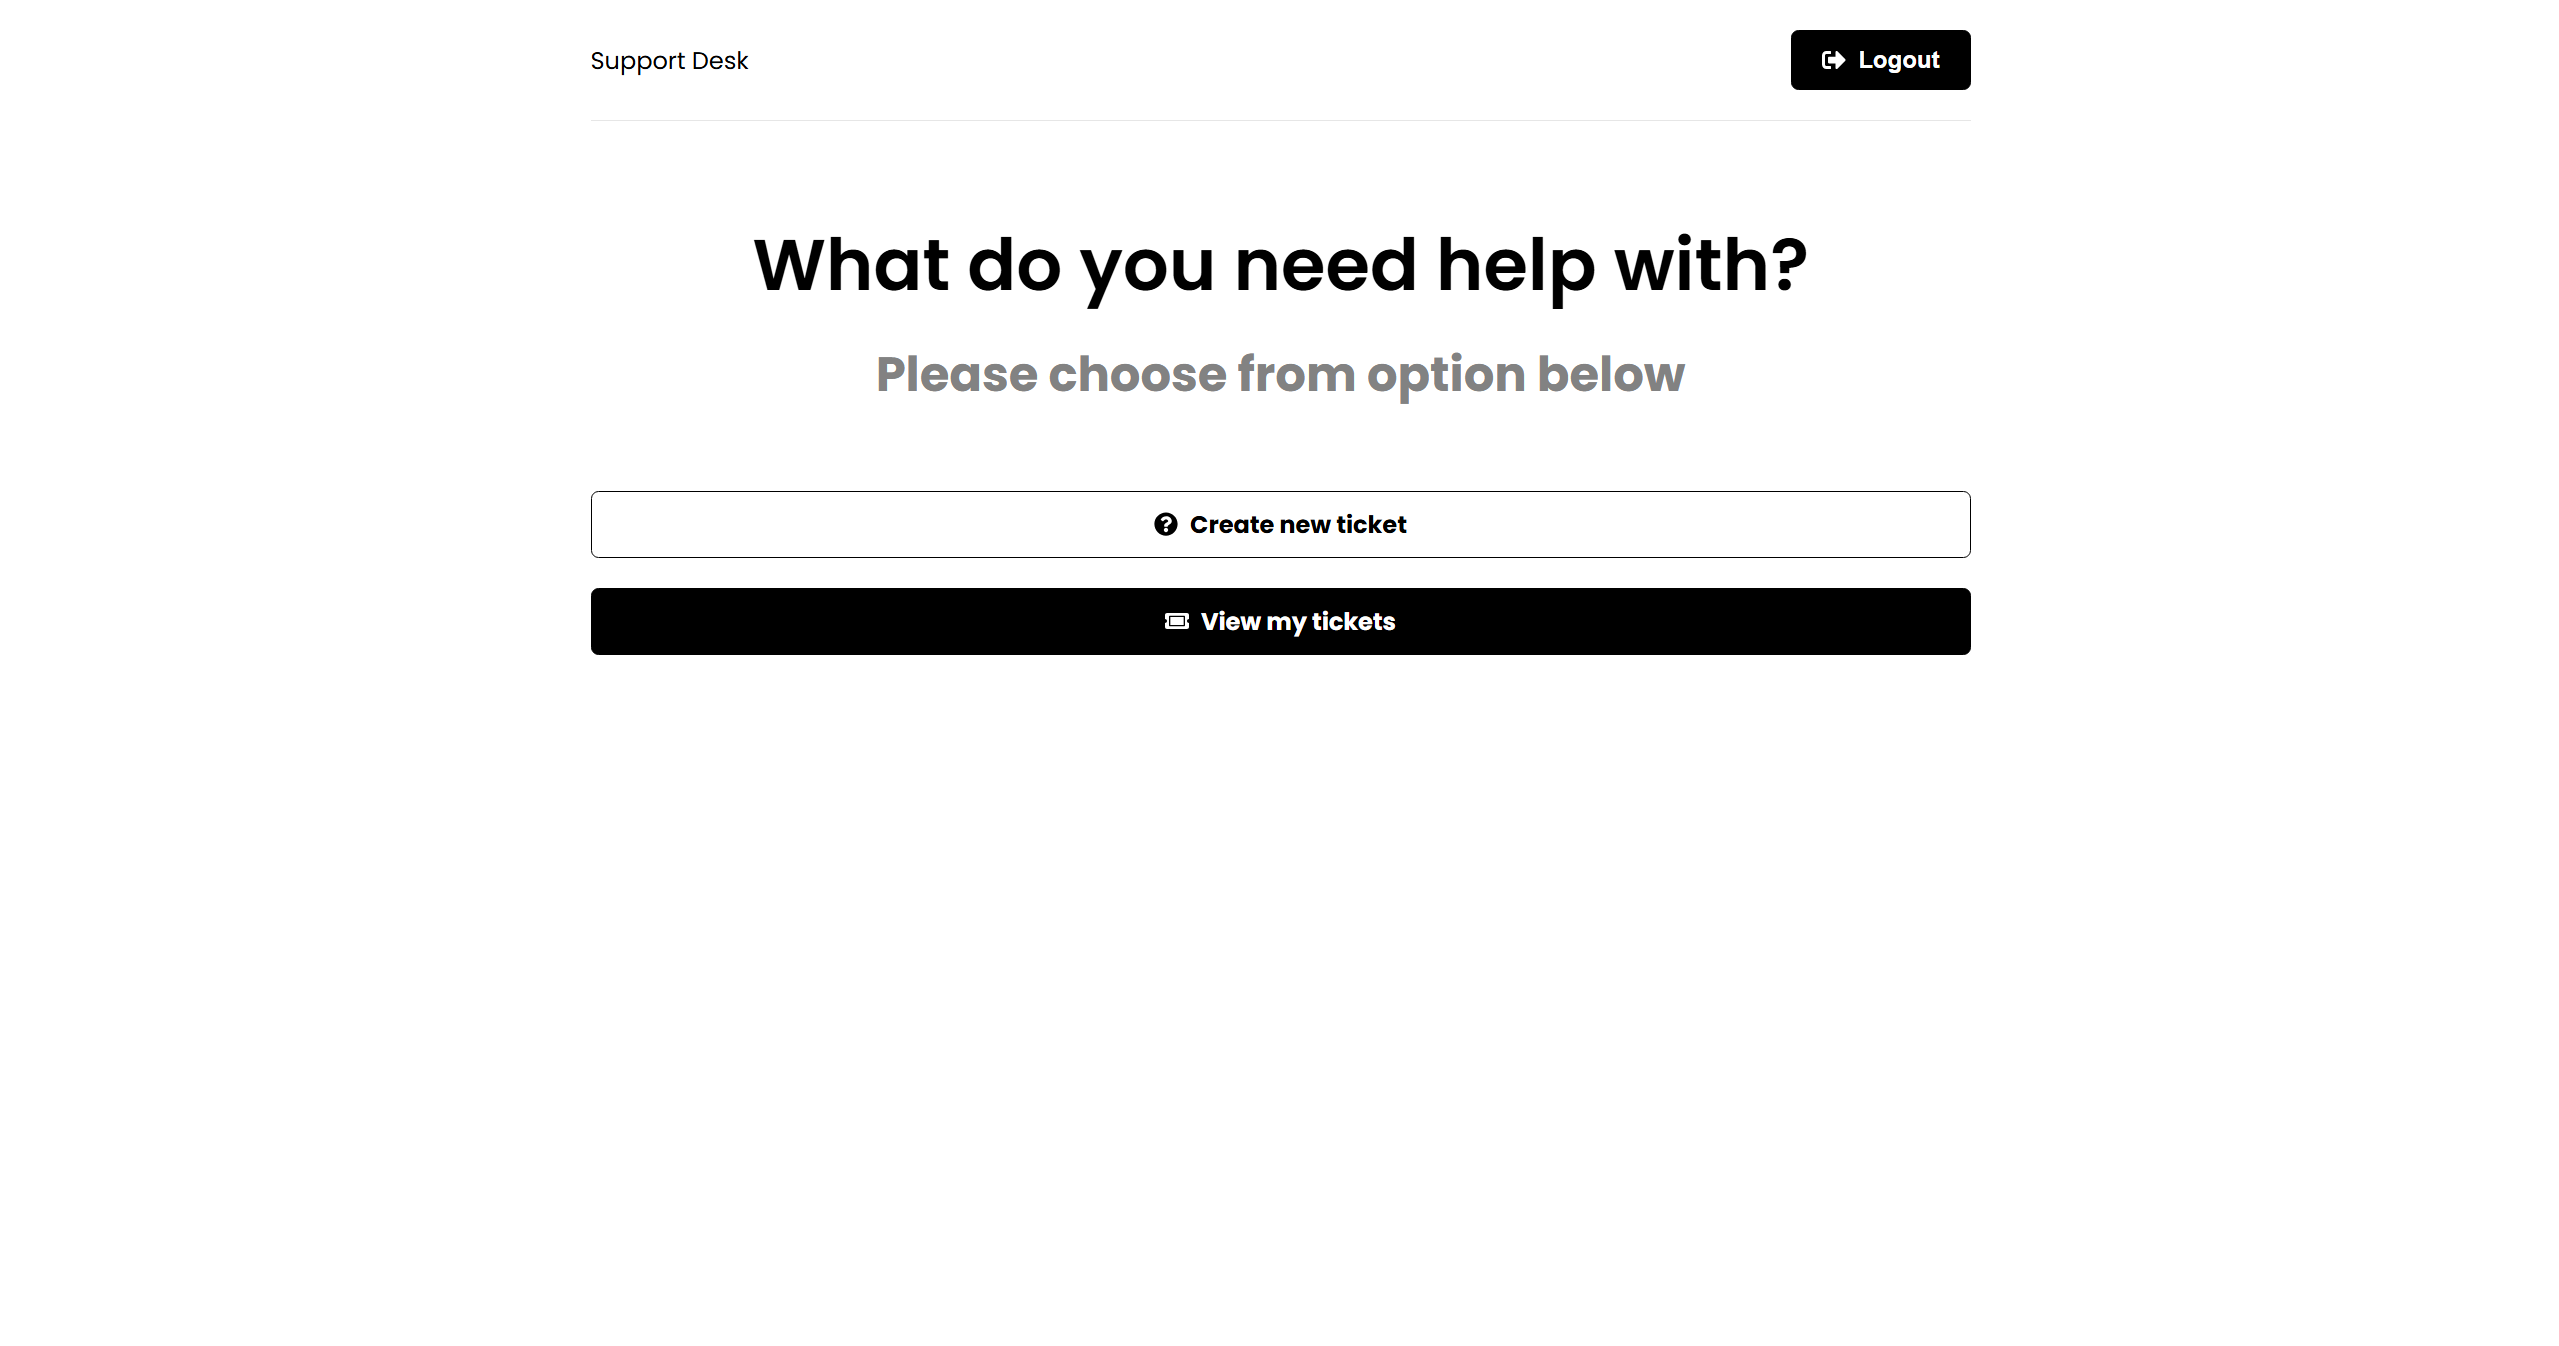 Support Desk
Logout
What do you need help with?
Please choose from option below
Create new ticket
View my tickets